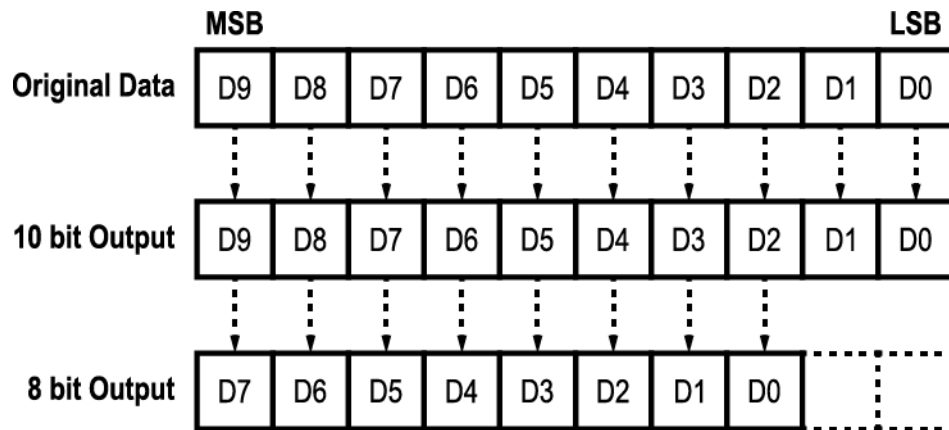 MSB LSB
Original Data D9 D8 D7 D6 D5 D4 D3 D2 D1 D0
10 bit Output D9 D8 D7 D6 D5 D4 D3 D2 D1 D0
8 bit Output D7 D6 D5 D4 D3 D2 D1 D0